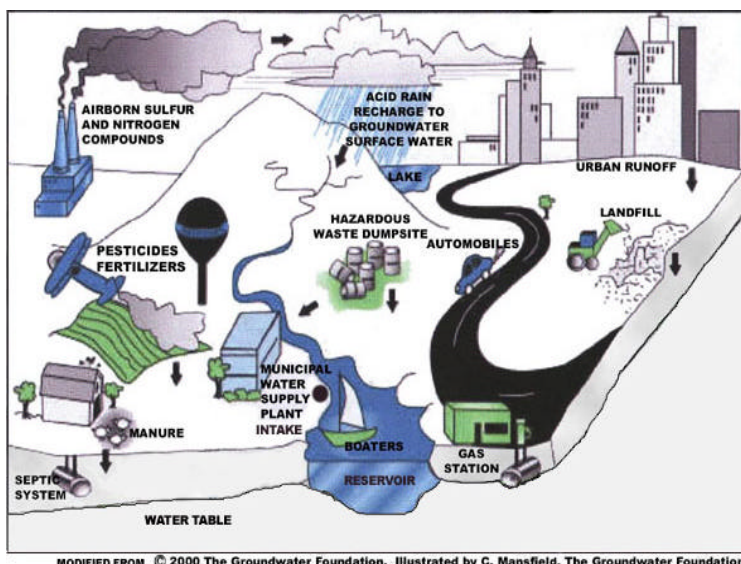 AIRBORN SULFUR
AND NITROGEN
COMPOUNDS
ACID RAIN
RECHARGE TO
GROUNDWATER
SURFACE WATER
LAKE
URBAN RUNOFF
HAZARDOUS
WASTE DUMPSITE
AUTOMOBILES
LANDFILL
PESTICIDES
FERTILIZERS
MUNICIPAL
WATER
SUPPLY
PLANT
INTAKE
MANURE
BOATERS
GAS
STATION
SEPTIC
SYSTEM
RESERVOIR
WATER TABLE
MODIFIED FROM © 2000 The Groundwater Foundation. Illustrated by C. Mansfield, The Groundwater Foundation